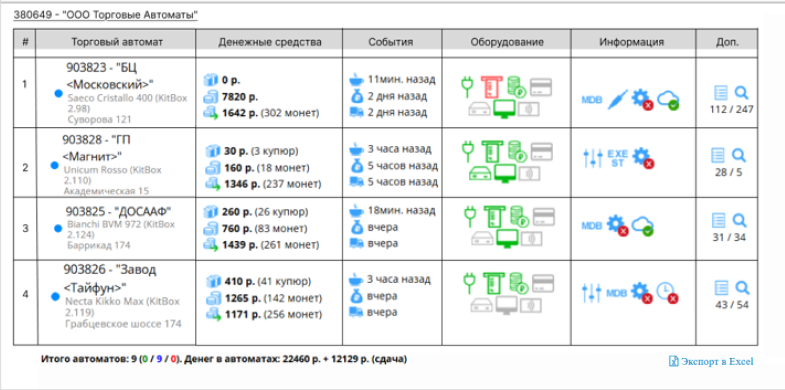 380649 - "ООО Торговые Автоматы"
# Торговый автомат Денежные средства События Оборудование Информация Доп.
1
903823 - "БЦ
<Московский>"
Saeco Cristallo 400 (KitBox
2.98)
Суворова 121
0 р.
7820 р.
1642 р. (302 монет)
11мин. назад
2 дня назад
2 дня назад
MDB
112 / 247
2
903828 - "ГП
<Магнит>"
Unicum Rosso (KitBox
2.110)
Академическая 15
30 р. (3 купюр)
160 р. (18 монет)
1346 р. (237 монет)
3 часа назад
5 часов назад
5 часов назад
EXE
ST
28 / 5
3
903825 - "ДОСААФ"
Bianchi BVM 972 (KitBox
2.124)
Баррикад 174
260 р. (26 купюр)
760 р. (83 монет)
1439 р. (261 монет)
18мин. назад
вчера
вчера
MDB
31 / 34
4
903826 - "Завод
<Тайфун>"
Necta Kikko Max (KitBox
2.119)
Грабцевское шоссе 174
410 р. (41 купюр)
1265 р. (142 монет)
1171 р. (256 монет)
3 часа назад
вчера
вчера
MDB
43 / 54
Итого автоматов: 9 (0 / 9 / 0). Денег в автоматах: 22460 р. + 12129 р. (сдача)
Экспорт в Excel